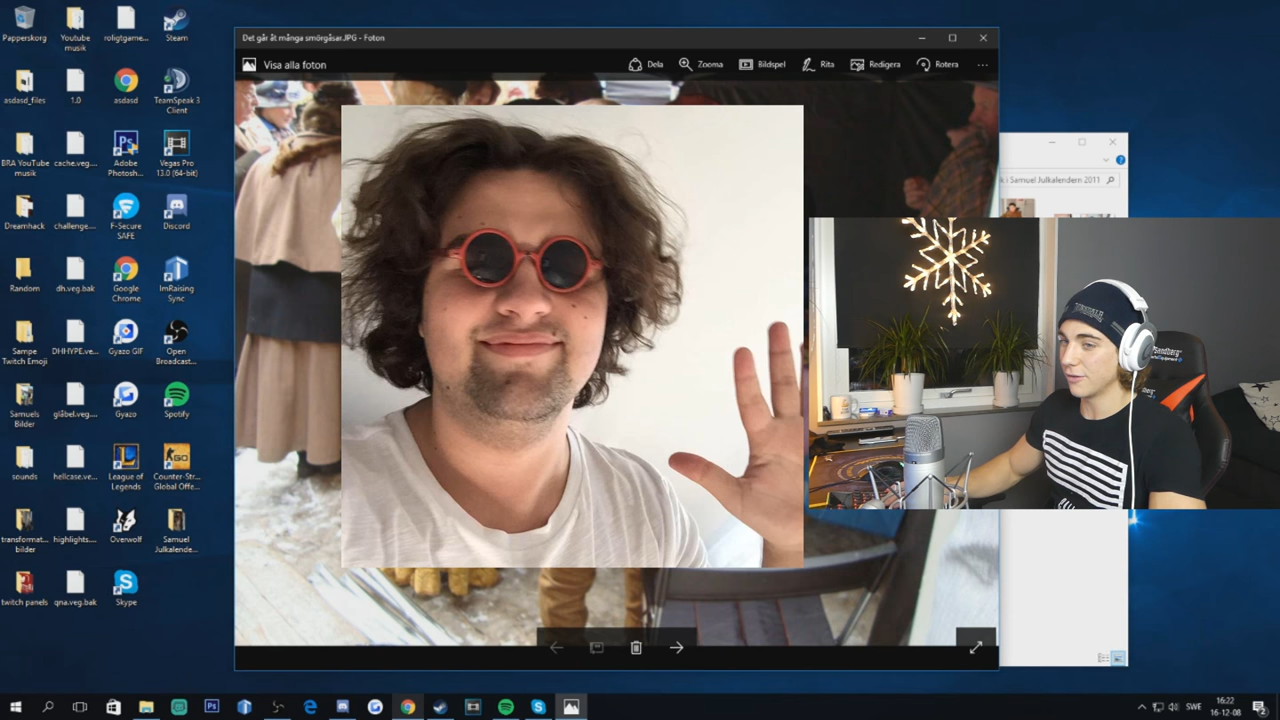 Papperskorg
Youtube
musik
roligtgame...
Steam
asdasd_files
1.0
asdasd
TeamSpeak 3
Client
BRA YouTube
musik
cache.veg....
Adobe
Photosh...
Vegas Pro
13.0 (64-bit)
Dreamhack
challenge....
F-Secure
SAFE
Discord
Random
dh.veg.bak
Google
Chrome
ImRaising
Sync
Sampe
Twitch Emoji
DHHYPE.ve...
Gyazo GIF
Open
Broadcast...
Samuels
Bilder
glåbel.veg....
Gyazo
Spotify
sounds
hellcase.ve...
League of
Legends
Counter-Str...
Global Offe...
transformat...
bilder
highlights....
Overwolf
Samuel
Julkalende...
twitch panels
qna.veg.bak
Skype
Det går åt många smörgåsar.JPG - Foton
Visa alla foton
Dela
Zooma
Bildspel
Rita
Redigera
Rotera
k i Samuel Julkalendern 2011
Sandberg
SWE
16:22
16-12-08
2